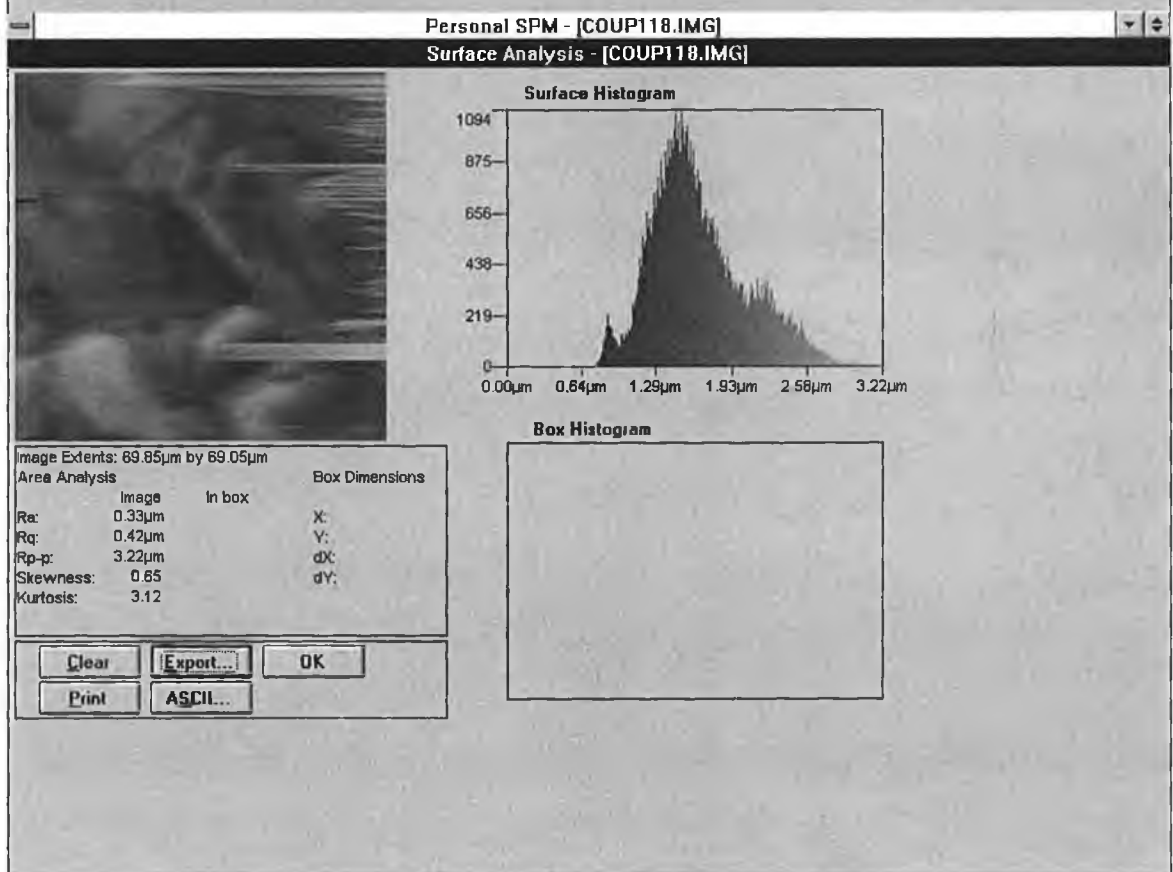 Personal SPM - [COUP118.IMG]
Surface Analysis - [COUP118.IMG]
Surface Histogram
1094
875
656
438
219
0
0.00µm 0.64µm 1.29µm 1.93µm 2.58µm 3.22µm
Box Histogram
Image Extents: 69.85µm by 69.05µm
Area Analysis Box Dimensions
Image In box
Ra: 0.33µm X:
Rq: 0.42µm Y:
Rp-p: 3.22µm dX:
Skewness: 0.65 dY:
Kurtosis: 3.12
Clear Export... OK
Print ASCII...